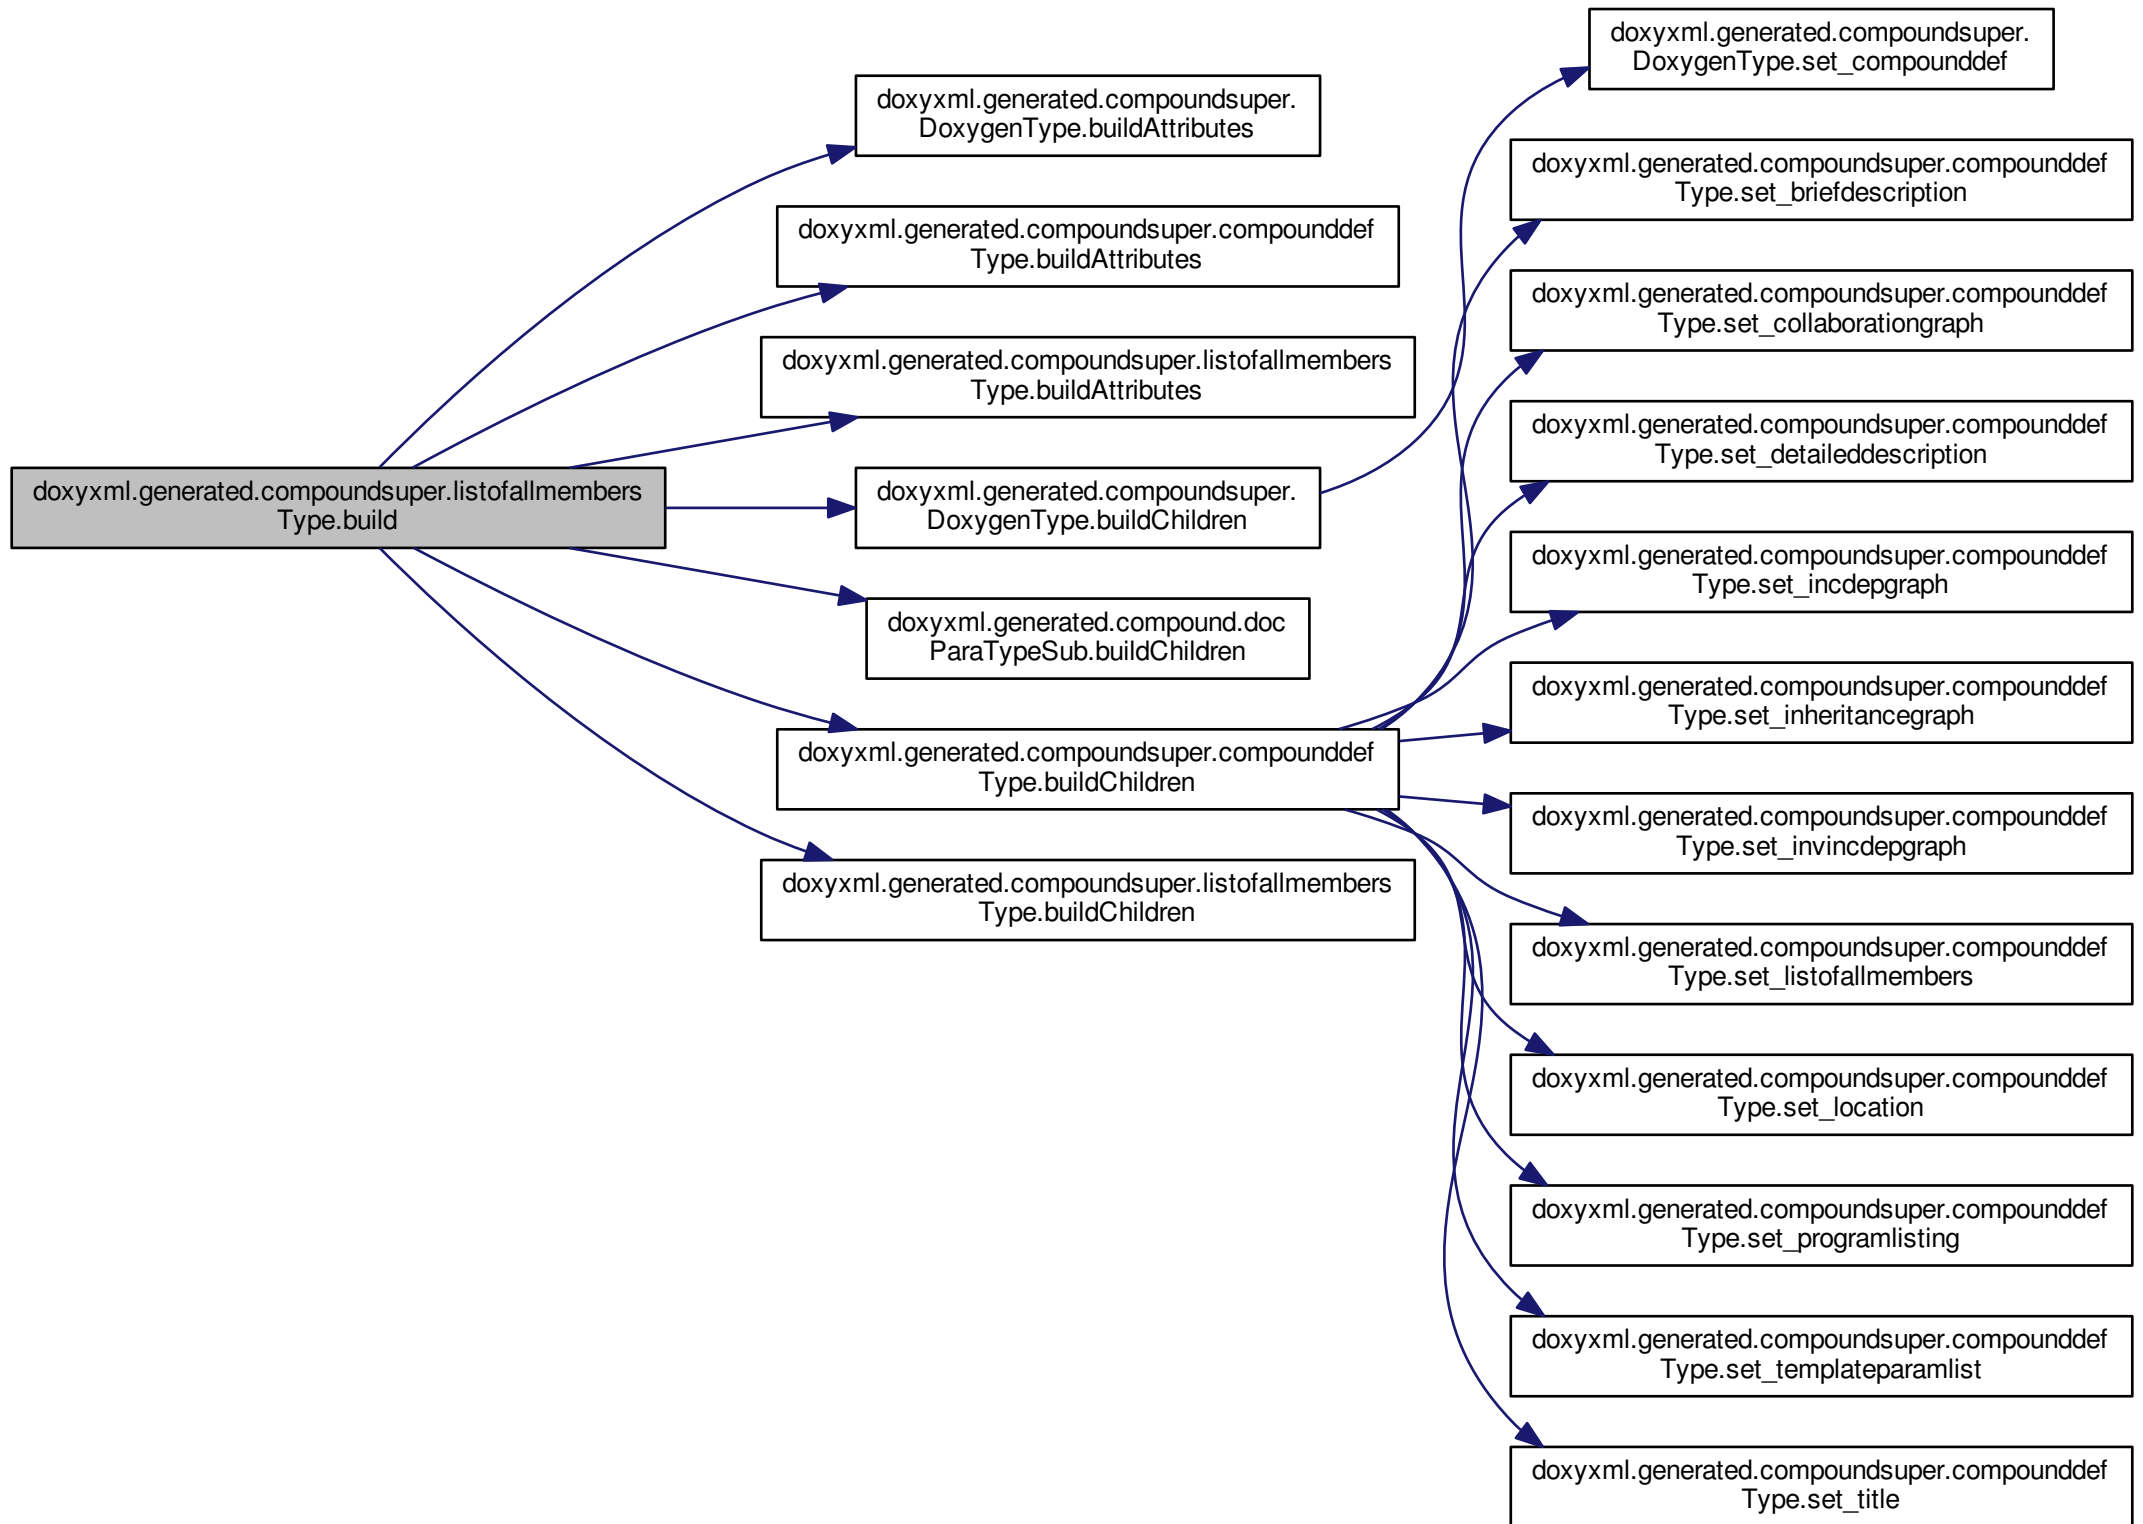 doxyxml.generated.compoundsuper.listofallmembers
Type.build
doxyxml.generated.compoundsuper.
DoxygenType.buildAttributes
doxyxml.generated.compoundsuper.compounddef
Type.buildAttributes
doxyxml.generated.compoundsuper.listofallmembers
Type.buildAttributes
doxyxml.generated.compoundsuper.
DoxygenType.buildChildren
doxyxml.generated.compound.doc
ParaTypeSub.buildChildren
doxyxml.generated.compoundsuper.compounddef
Type.buildChildren
doxyxml.generated.compoundsuper.listofallmembers
Type.buildChildren
doxyxml.generated.compoundsuper.
DoxygenType.set_compounddef
doxyxml.generated.compoundsuper.compounddef
Type.set_briefdescription
doxyxml.generated.compoundsuper.compounddef
Type.set_collaborationgraph
doxyxml.generated.compoundsuper.compounddef
Type.set_detaileddescription
doxyxml.generated.compoundsuper.compounddef
Type.set_incdepgraph
doxyxml.generated.compoundsuper.compounddef
Type.set_inheritancegraph
doxyxml.generated.compoundsuper.compounddef
Type.set_invincdepgraph
doxyxml.generated.compoundsuper.compounddef
Type.set_listofallmembers
doxyxml.generated.compoundsuper.compounddef
Type.set_location
doxyxml.generated.compoundsuper.compounddef
Type.set_programlisting
doxyxml.generated.compoundsuper.compounddef
Type.set_templateparamlist
doxyxml.generated.compoundsuper.compounddef
Type.set_title